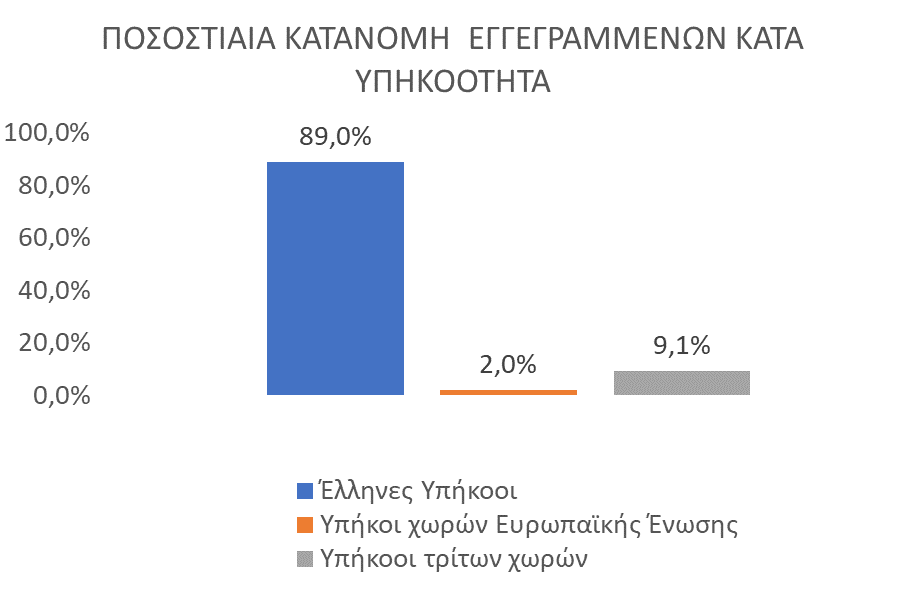 ΠΟΣΟΣΤΙΑΙΑ ΚΑΤΑΝΟΜΗ  ΕΓΓΕΓΡΑΜΜΕΝΩΝ ΚΑΤΑ
ΥΠΗΚΟΟΤΗΤΑ
100,0%
80,0%
60,0%
40,0%
20,0%
0,0%
89,0%
2,0%
9,1%
Έλληνες Υπήκοοι
Υπήκοι χωρών Ευρωπαϊκής Ένωσης
Υπήκοοι τρίτων χωρών